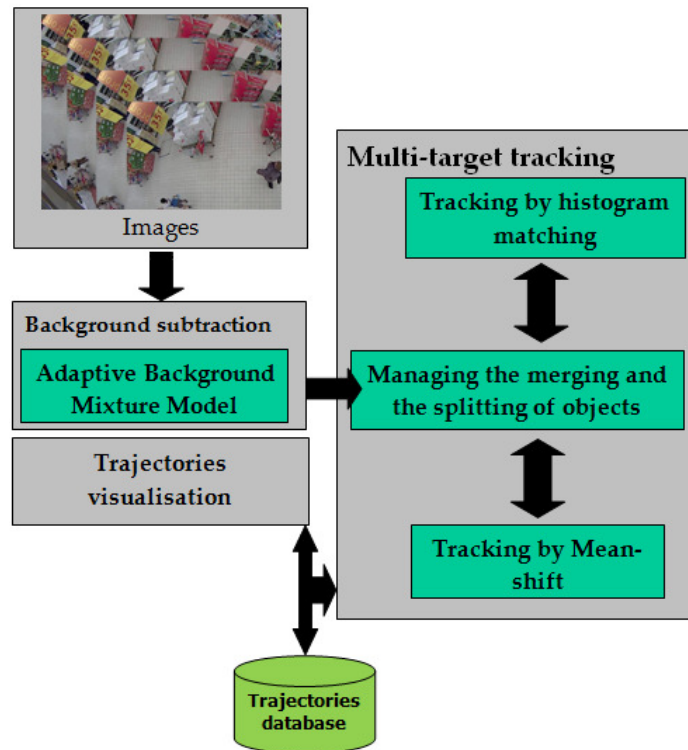 Images
Background subtraction
Adaptive Background
Mixture Model
Trajectories
visualisation
Multi-target tracking
Tracking by histogram
matching
Managing the merging and
the splitting of objects
Tracking by Mean-
shift
Trajectories
database